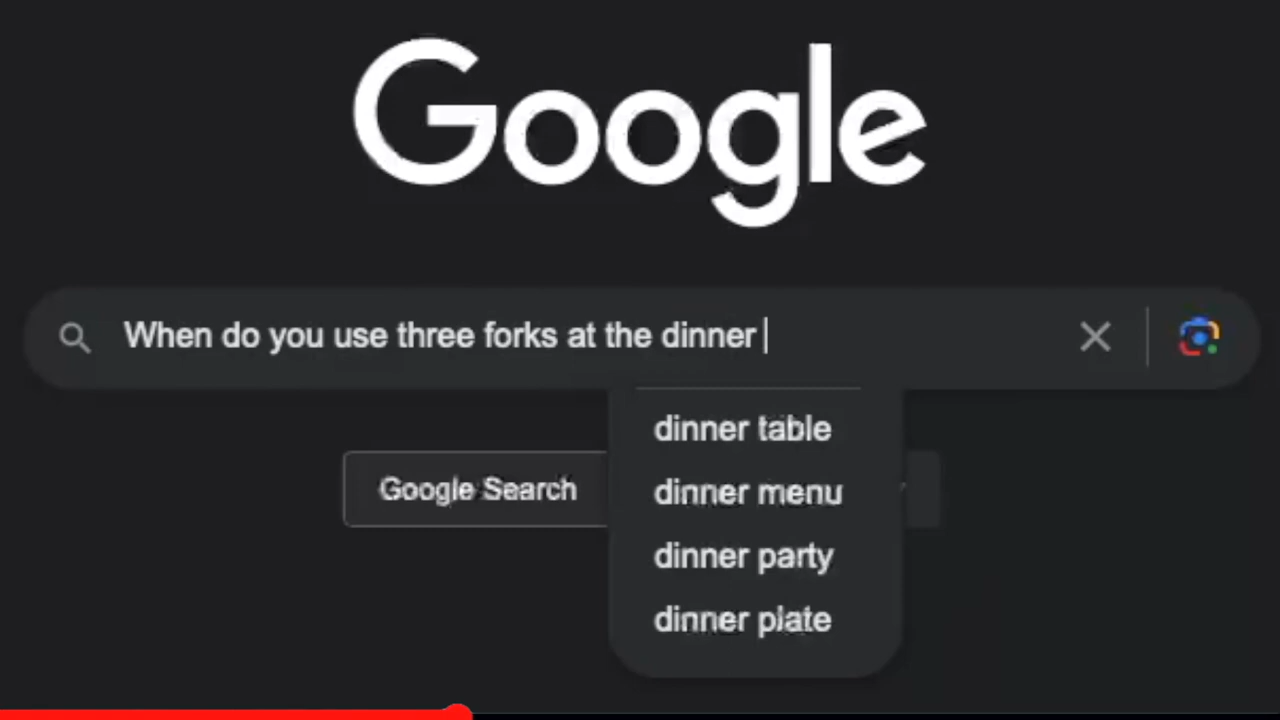 Google
When do you use three forks at the dinner
dinner table
dinner menu
dinner party
dinner plate
Google Search